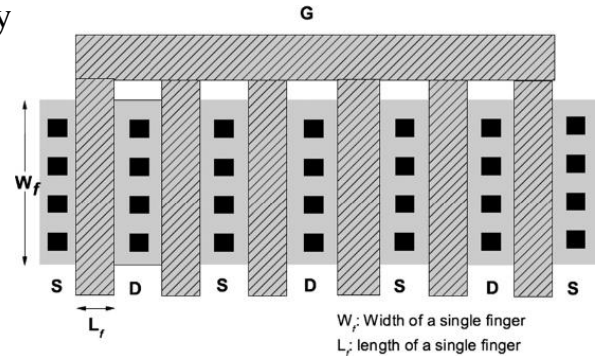 y
G
W_f
S D S D S D S
L_f
W_f: Width of a single finger
L_f: length of a single finger